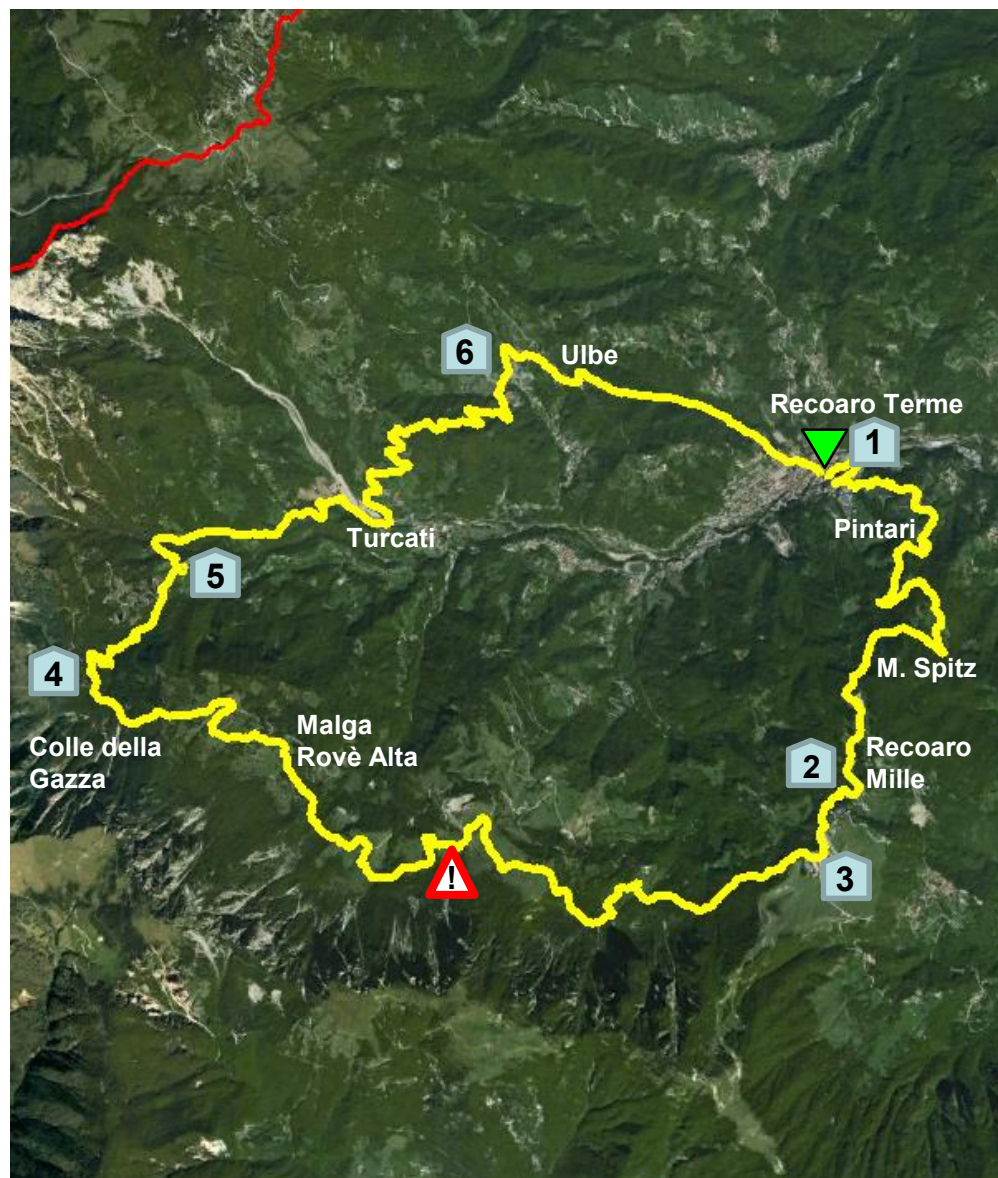 6
Ulbe
Recoaro Terme
1
Pintari
Turcati
5
4
M. Spitz
Colle della
Gazza
Malga
Rovè Alta
2
Recoaro
Mille
!
3